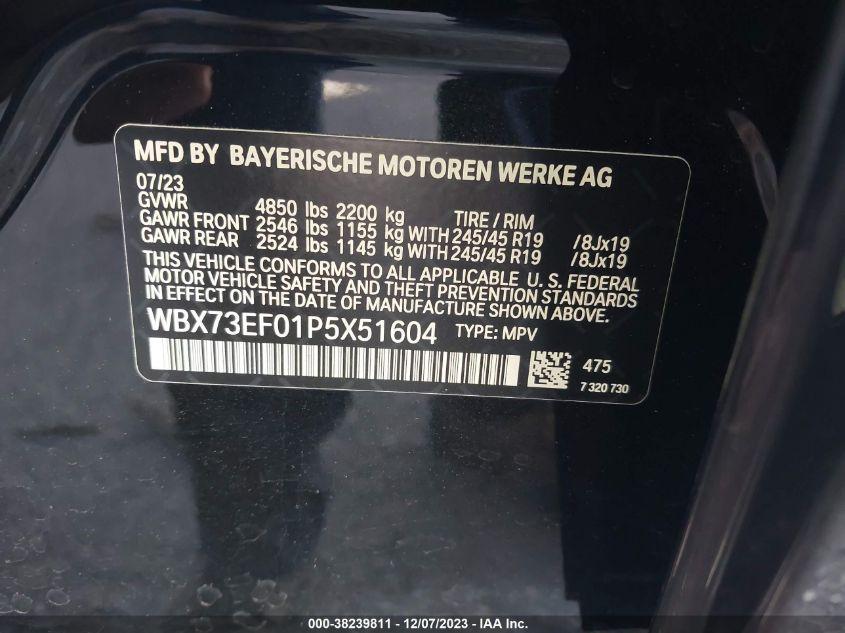 MFD BY BAYERISCHE MOTOREN WERKE AG
07/23
GVWR 4850 lbs 2200 kg TIRE / RIM
GAWR FRONT 2546 lbs 1155 kg WITH 245/45 R19 /8Jx19
GAWR REAR 2524 lbs 1145 kg WITH 245/45 R19 /8Jx19
THIS VEHICLE CONFORMS TO ALL APPLICABLE U. S. FEDERAL
MOTOR VEHICLE SAFETY AND THEFT PREVENTION STANDARDS
IN EFFECT ON THE DATE OF MANUFACTURE SHOWN ABOVE.
WBX73EF01P5X51604 TYPE: MPV
475
7 320 730
000-38239811 - 12/07/2023 - IAA Inc.